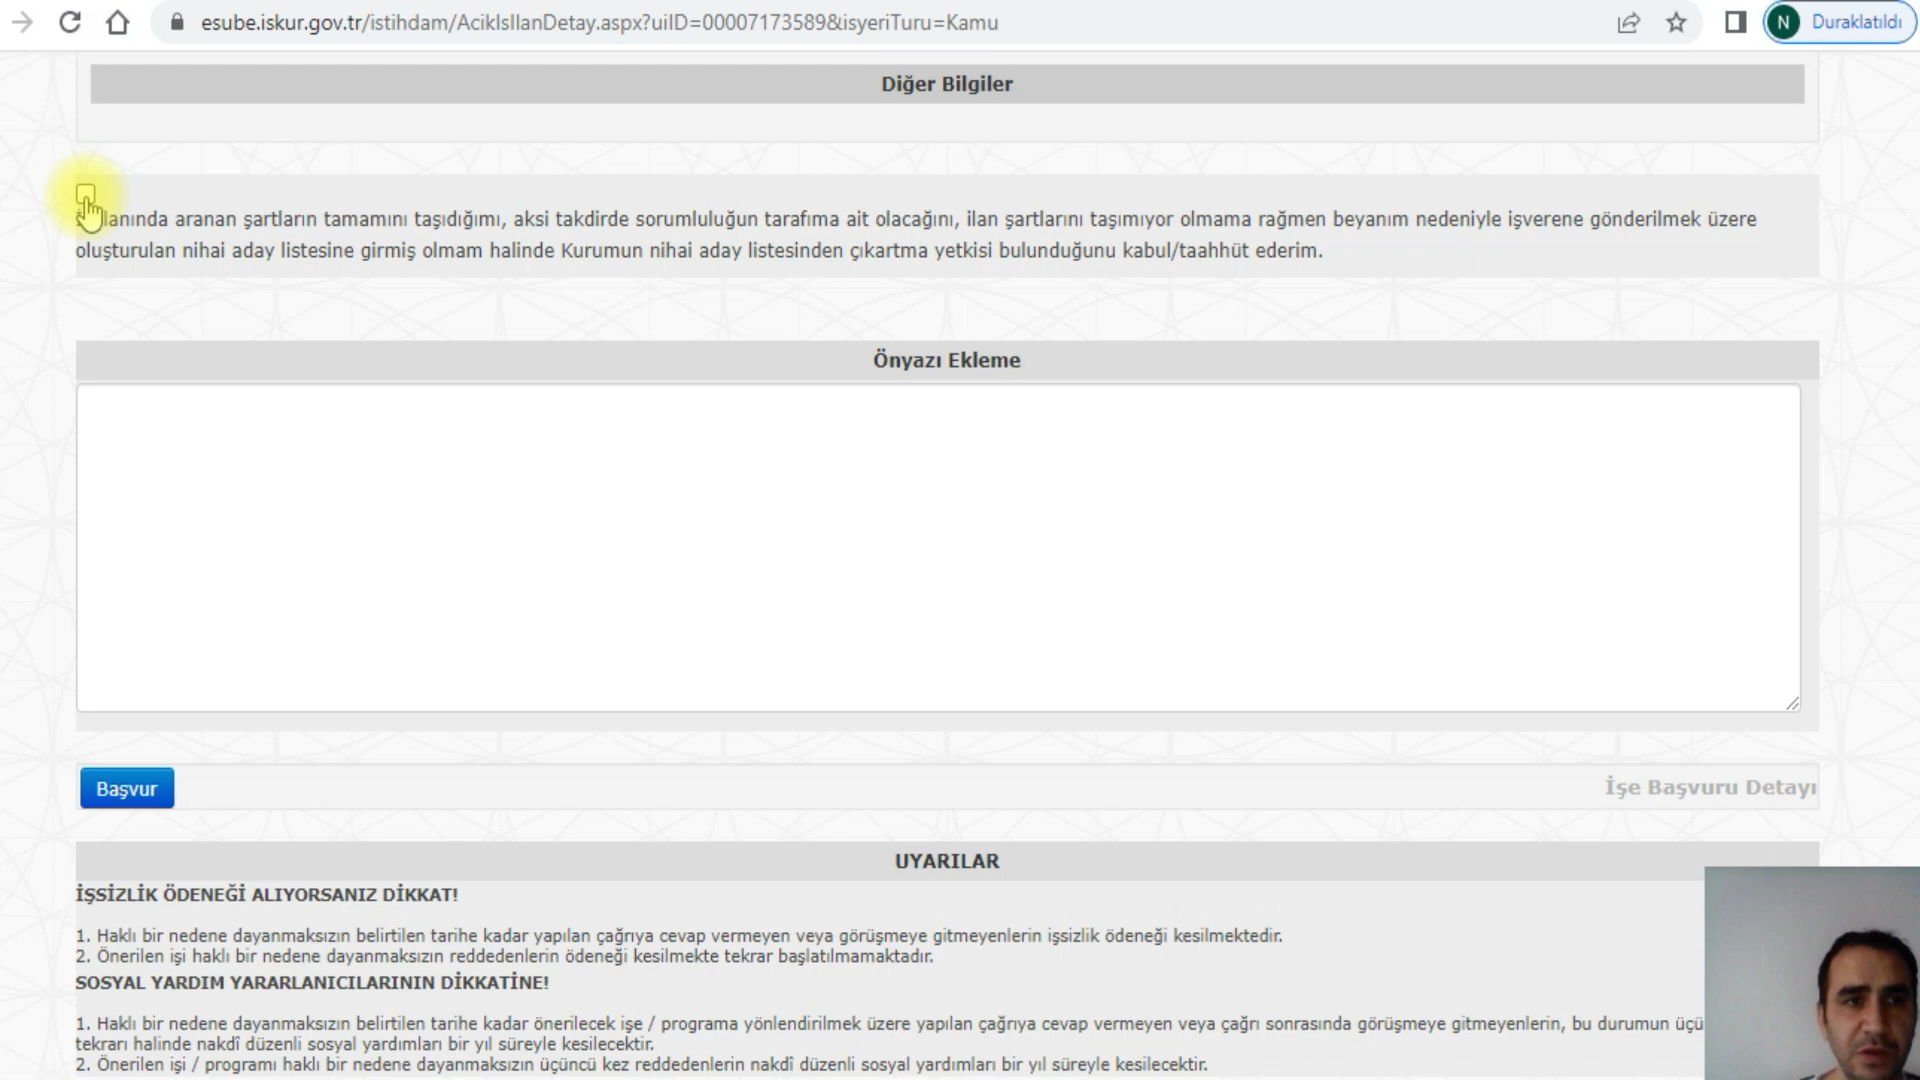 esube.iskur.gov.tr/istihdam/AcikIsIlanDetay.aspx?uiID=00007173589&isyeriTuru=Kamu
N
Duraklatıldı
Diğer Bilgiler
aranan şartların tamamını taşıdığımı, aksi takdirde sorumluluğun tarafıma ait olacağını, ilan şartlarını taşımıyor olmama rağmen beyanım nedeniyle işverene gönderilmek üzere
oluşturulan nihai aday listesine girmiş olmam halinde Kurumun nihai aday listesinden çıkartma yetkisi bulunduğunu kabul/taahhüt ederim.
Önyazı Ekleme
Başvur
İşe Başvuru Detayı
UYARILAR
İŞSİZLİK ÖDENEĞİ ALIYORSANIZ DİKKAT!
1. Haklı bir nedene dayanmaksızın belirtilen tarihe kadar yapılan çağrıya cevap vermeyen veya görüşmeye gitmeyenlerin işsizlik ödeneği kesilmektedir.
2. Önerilen işi haklı bir nedene dayanmaksızın reddedenlerin ödeneği kesilmekte tekrar başlatılmamaktadır.
SOSYAL YARDIM YARARLANICILARININ DİKKATİNE!
1. Haklı bir nedene dayanmaksızın belirtilen tarihe kadar önerilecek işe / programa yönlendirilmek üzere yapılan çağrıya cevap vermeyen veya çağrı sonrasında görüşmeye gitmeyenlerin, bu durumun üçü
tekrarı halinde nakdî düzenli sosyal yardımları bir yıl süreyle kesilecektir.
2. Önerilen işi / programı haklı bir nedene dayanmaksızın üçüncü kez reddedenlerin nakdî düzenli sosyal yardımları bir yıl süreyle kesilecektir.